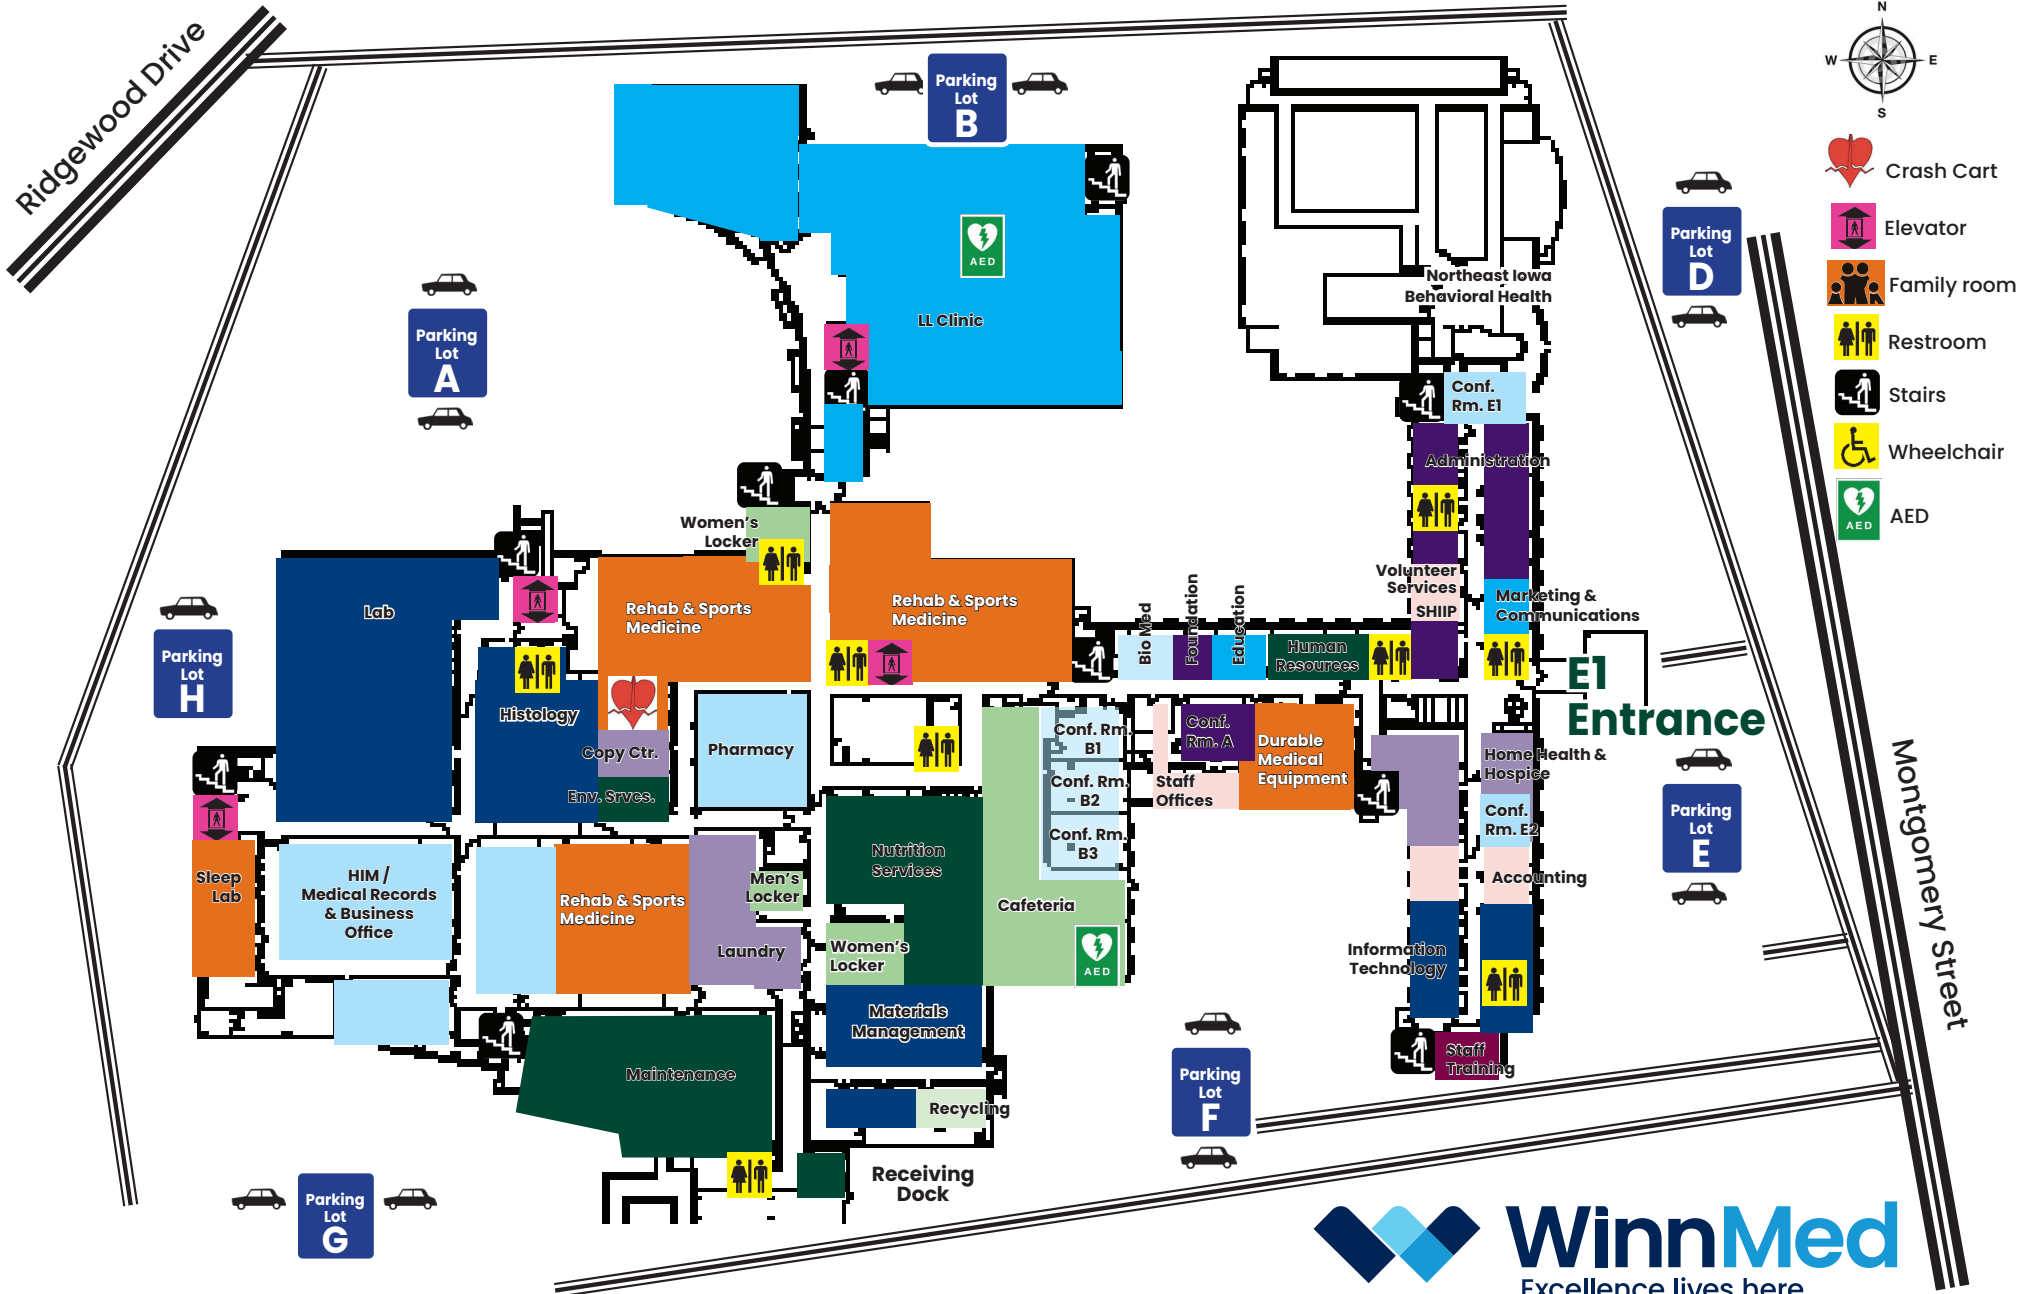 Ridgewood Drive
Parking
Lot
B
N
W
E
S
Crash Cart
Elevator
Family room
Restroom
Stairs
Wheelchair
AED
AED
Parking
Lot
D
Northeast Iowa
Behavioral Health
AED
LL Clinic
Parking
Lot
A
Conf.
Rm. E1
Administration
Women's
Locker
Volunteer
Services
SHIIP
Marketing &
Communications
Lab
Rehab & Sports
Medicine
Rehab & Sports
Medicine
BioMed
Foundation
Education
Human
Resources
E1
Entrance
Parking
Lot
H
Histology
Copy Ctr.
Env. Srvcs.
Pharmacy
Conf. Rm.
B1
Conf. Rm.
B2
Conf. Rm.
B3
Conf.
Rm. A
Staff
Offices
Durable
Medical
Equipment
Home Health &
Hospice
Conf.
Rm. E2
Parking
Lot
E
Montgomery Street
Sleep
Lab
HIM /
Medical Records
& Business
Office
Rehab & Sports
Medicine
Men's
Locker
Laundry
Nutrition
Services
Women's
Locker
Cafeteria
AED
Accounting
Information
Technology
Materials
Management
Staff
Training
Maintenance
Recycling
Parking
Lot
F
Receiving
Dock
Parking
Lot
G
WinnMed
Excellence lives here